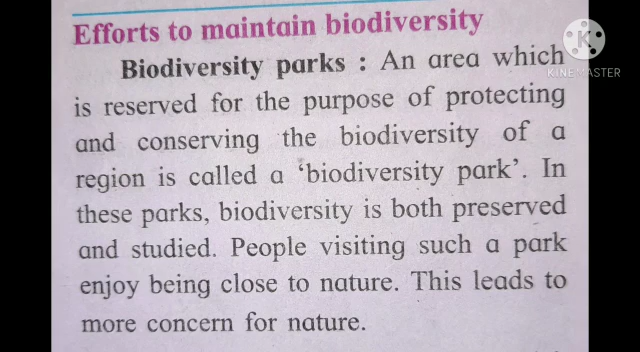 Efforts to maintain biodiversity
KINEMASTER
Biodiversity parks : An area which
is reserved for the purpose of protecting
and conserving the biodiversity of a
region is called a ‘biodiversity park’. In
these parks, biodiversity is both preserved
and studied. People visiting such a park
enjoy being close to nature. This leads to
more concern for nature.